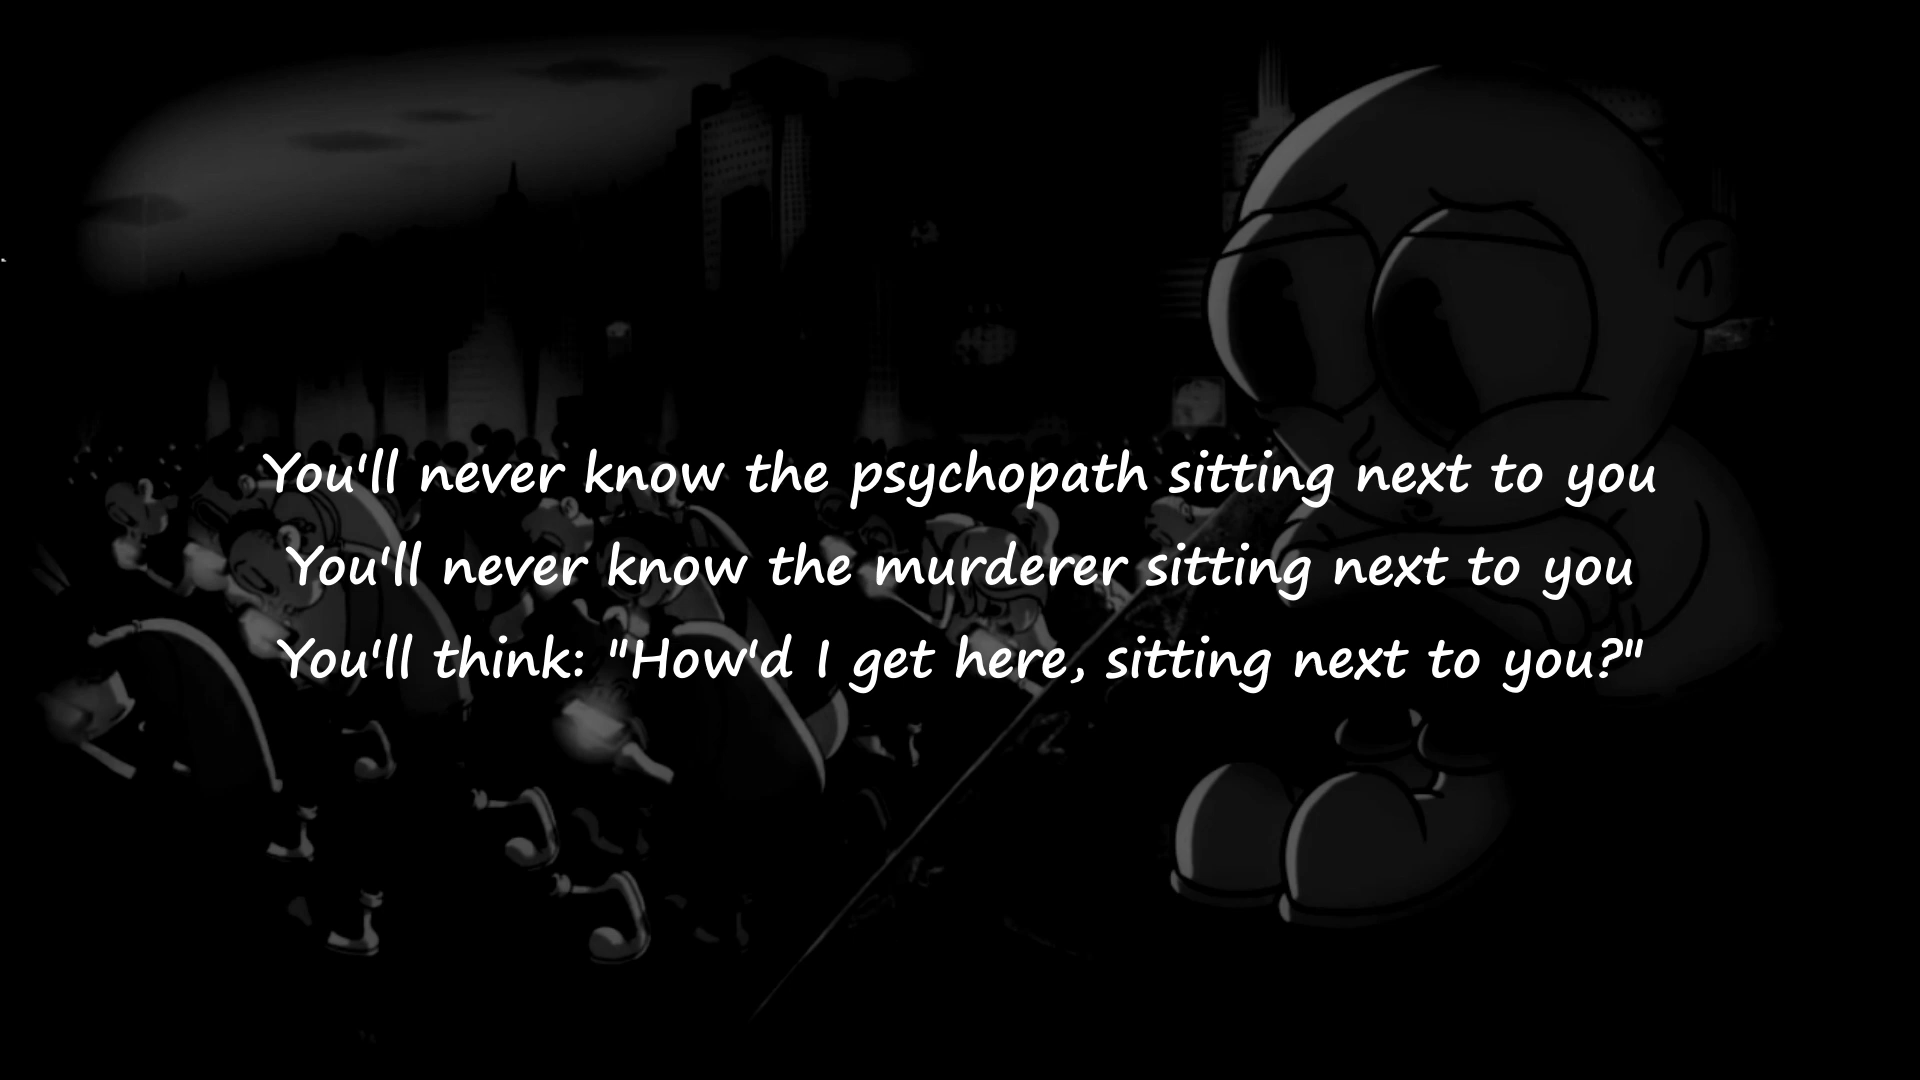 You'll never know the psychopath sitting next to you
You'll never know the murderer sitting next to you
You'll think: "How'd I get here, sitting next to you?"